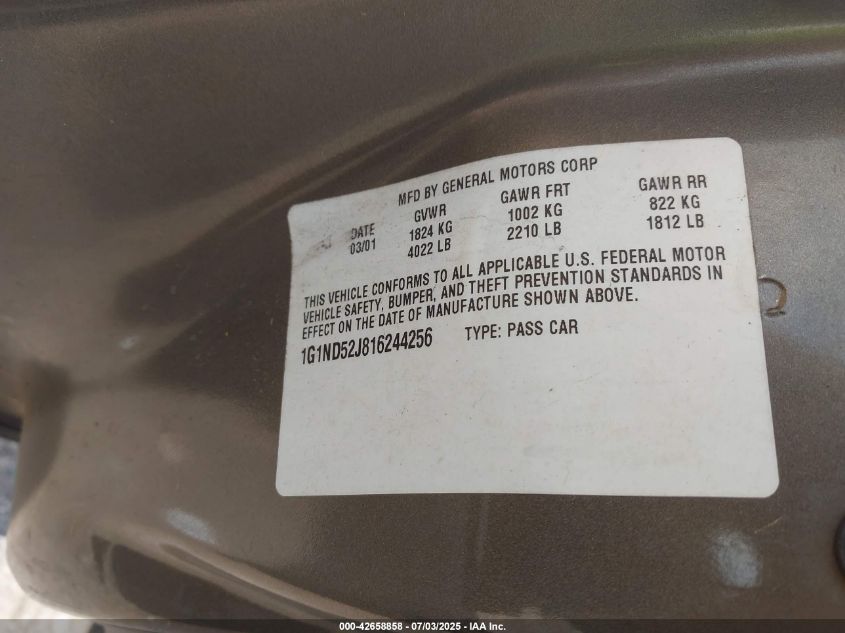 MFD BY GENERAL MOTORS CORP
DATE GVWR GAWR FRT GAWR RR
03/01 1824 KG 1002 KG 822 KG
4022 LB 2210 LB 1812 LB
THIS VEHICLE CONFORMS TO ALL APPLICABLE U.S. FEDERAL MOTOR
VEHICLE SAFETY, BUMPER, AND THEFT PREVENTION STANDARDS IN
EFFECT ON THE DATE OF MANUFACTURE SHOWN ABOVE.
1G1ND52J816244256 TYPE: PASS CAR
000-42658858 - 07/03/2025 - IAA Inc.